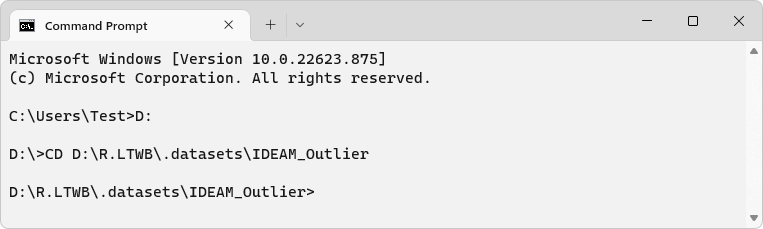 Command Prompt
Microsoft Windows [Version 10.0.22623.875]
(c) Microsoft Corporation. All rights reserved.
C:\Users\Test>D:
D:\>CD D:\R.LTWB\.datasets\IDEAM_Outlier
D:\R.LTWB\.datasets\IDEAM_Outlier>